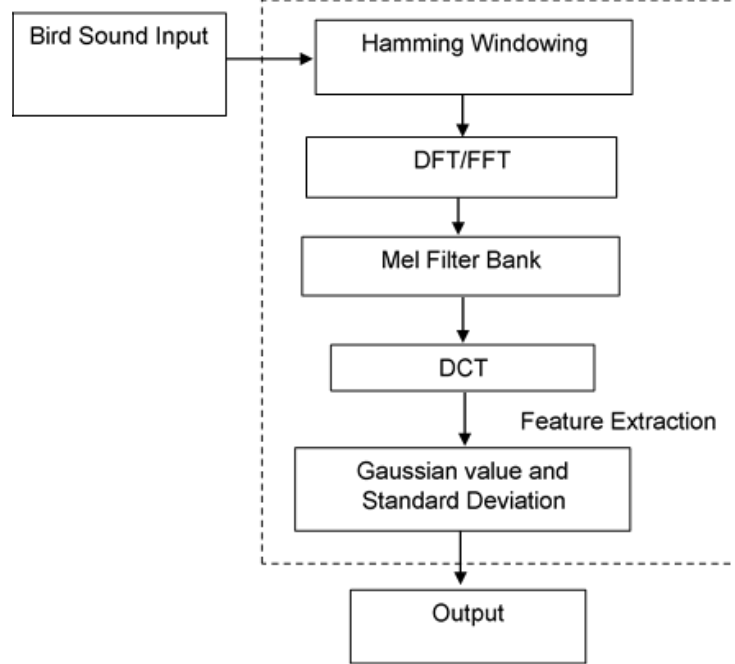 Bird Sound Input
Hamming Windowing
DFT/FFT
Mel Filter Bank
DCT
Feature Extraction
Gaussian value and
Standard Deviation
Output